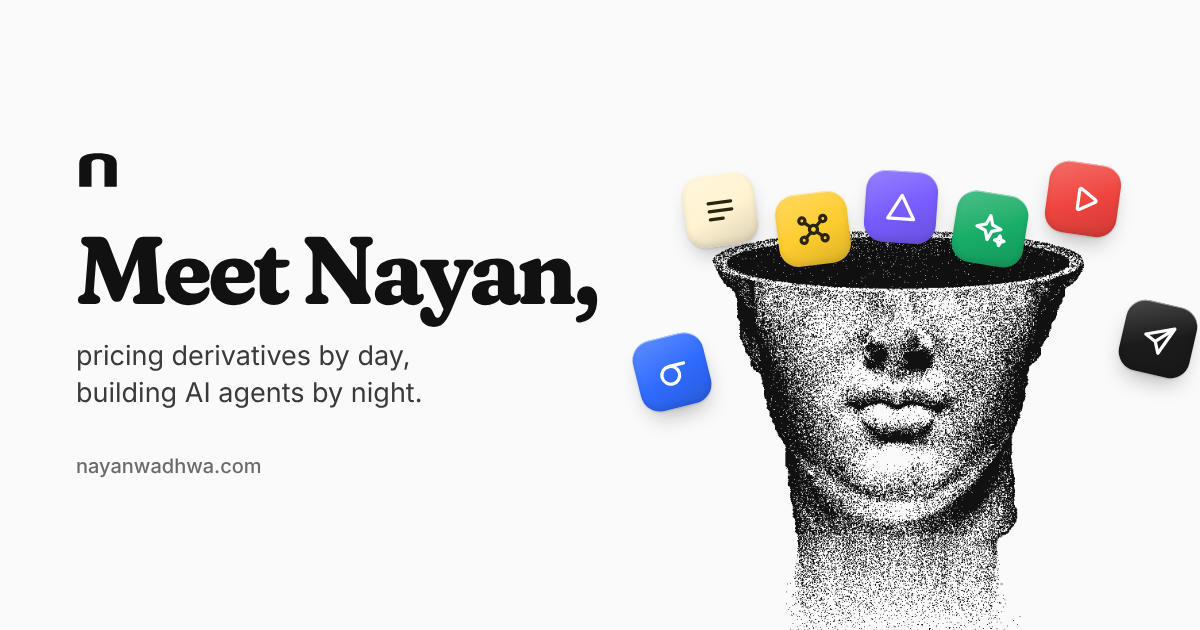 n
Meet Nayan,
pricing derivatives by day,
building AI agents by night.
nayanwadhwa.com
σ